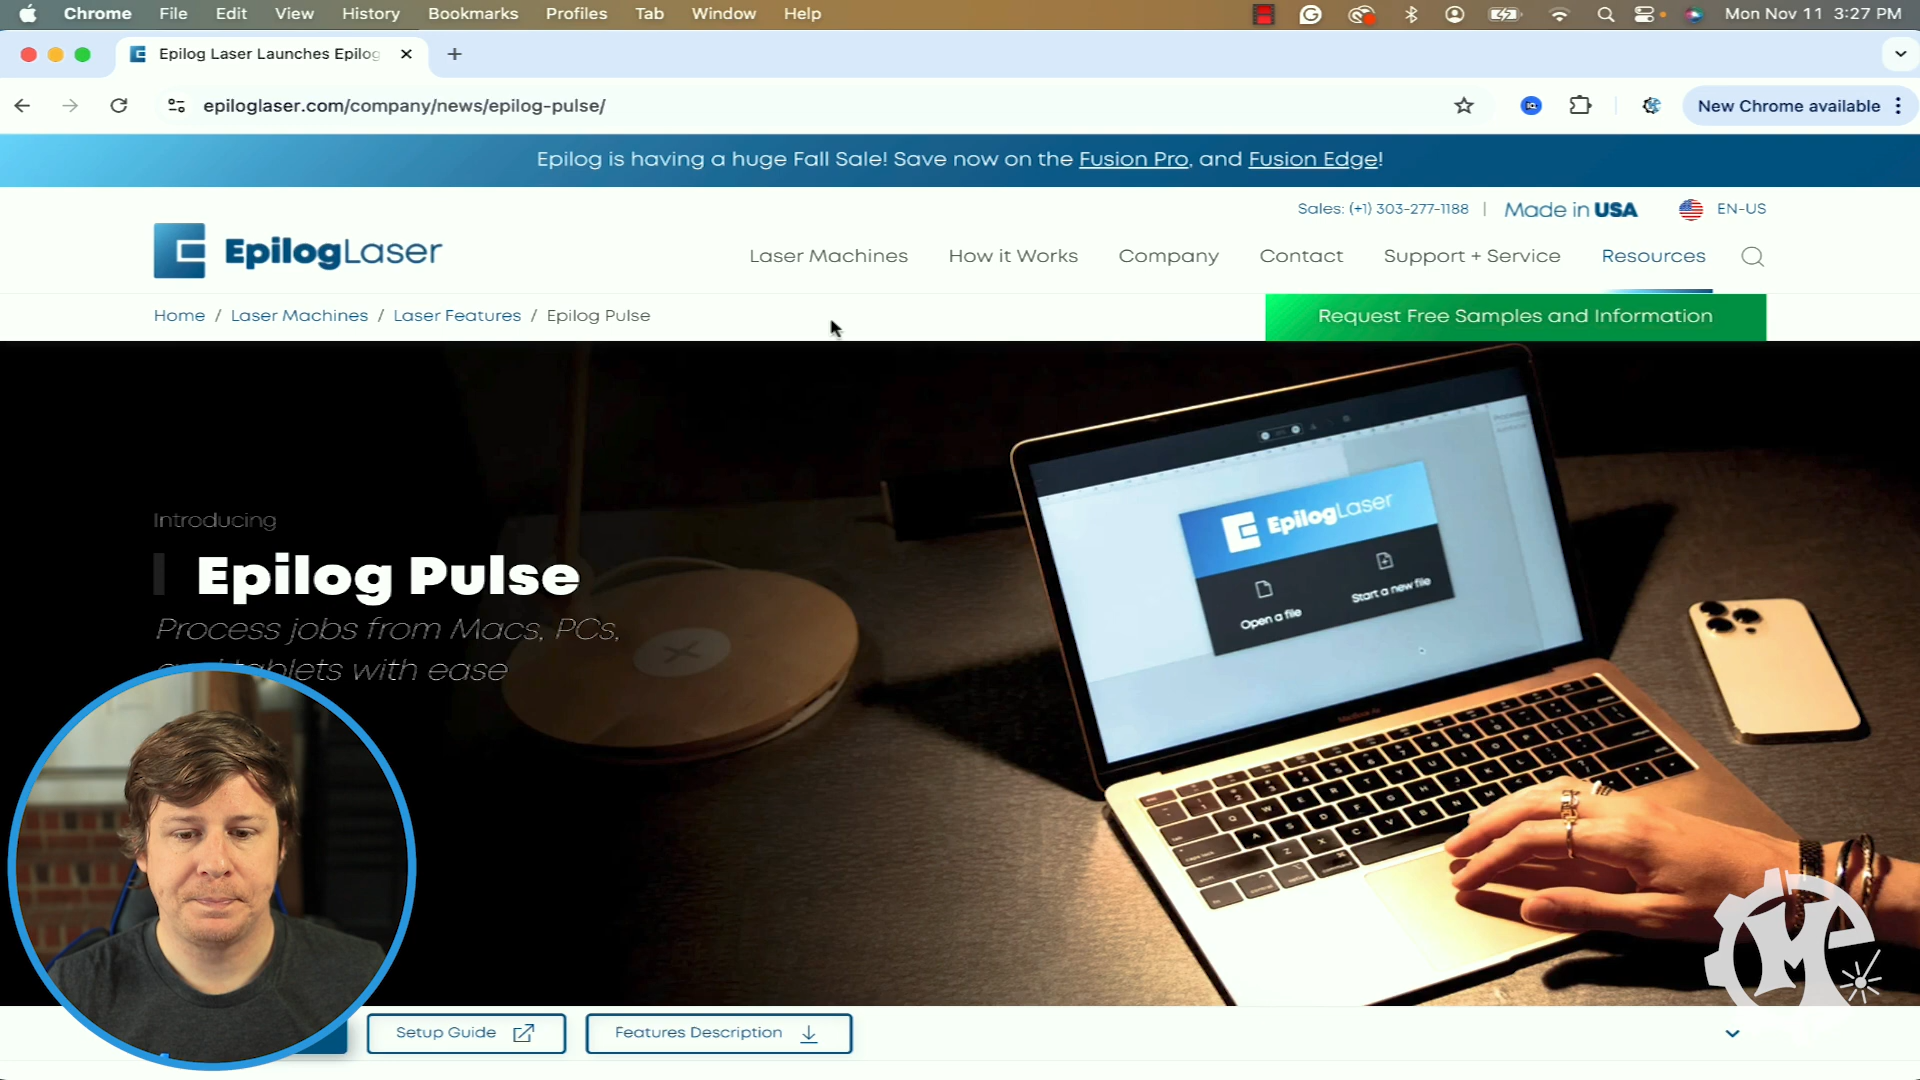 Chrome File Edit View History Bookmarks Profiles Tab Window Help
Mon Nov 11 3:27 PM
Epilog Laser Launches Epilog
epiloglaser.com/company/news/epilog-pulse/
New Chrome available
Epilog is having a huge Fall Sale! Save now on the Fusion Pro, and Fusion Edge!
Sales: (+1) 303-277-1188 | Made in USA EN-US
EpilogLaser
Laser Machines How it Works Company Contact Support + Service Resources
Home / Laser Machines / Laser Features / Epilog Pulse
Request Free Samples and Information
Introducing
Epilog Pulse
Process jobs from Macs, PCs,
tablets with ease
EpilogLaser
Open a file
Start a new file
Setup Guide
Features Description
M